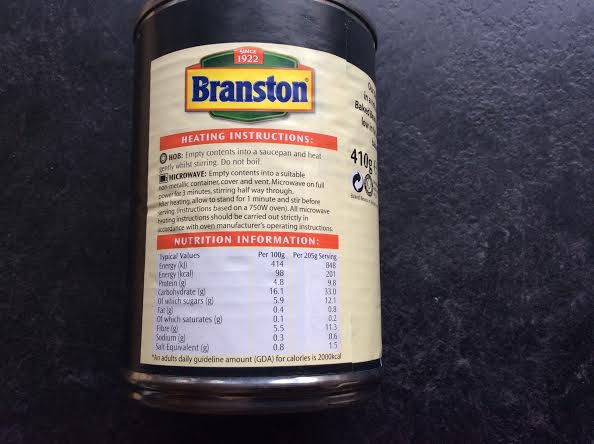 SINCE
1922
Branston
HEATING INSTRUCTIONS:
HOB: Empty contents into a saucepan and heat
gently whilst stirring. Do not boil.
MICROWAVE: Empty contents into a suitable
non-metallic container, cover and vent. Microwave on full
power for 3 minutes, stirring half way through.
After heating, allow to stand for 1 minute and stir before
serving (Instructions based on a 750W oven). All microwave
heating instructions should be carried out strictly in
accordance with oven manufacturer's operating instructions.
NUTRITION INFORMATION:
Typical Values Per 100g Per 205g Serving
Energy (kJ) 414 848
Energy (kcal) 98 201
Protein (g) 4.8 9.8
Carbohydrate (g) 16.1 33.0
Of which sugars (g) 5.9 12.1
Fat (g) 0.4 0.8
Of which saturates (g) 0.1 0.2
Fibre (g) 5.5 11.3
Sodium (g) 0.3 0.6
Salt Equivalent (g) 0.8 1.5
*An adults daily guideline amount (GDA) for calories is 2000kcal
Baked
low in
410g